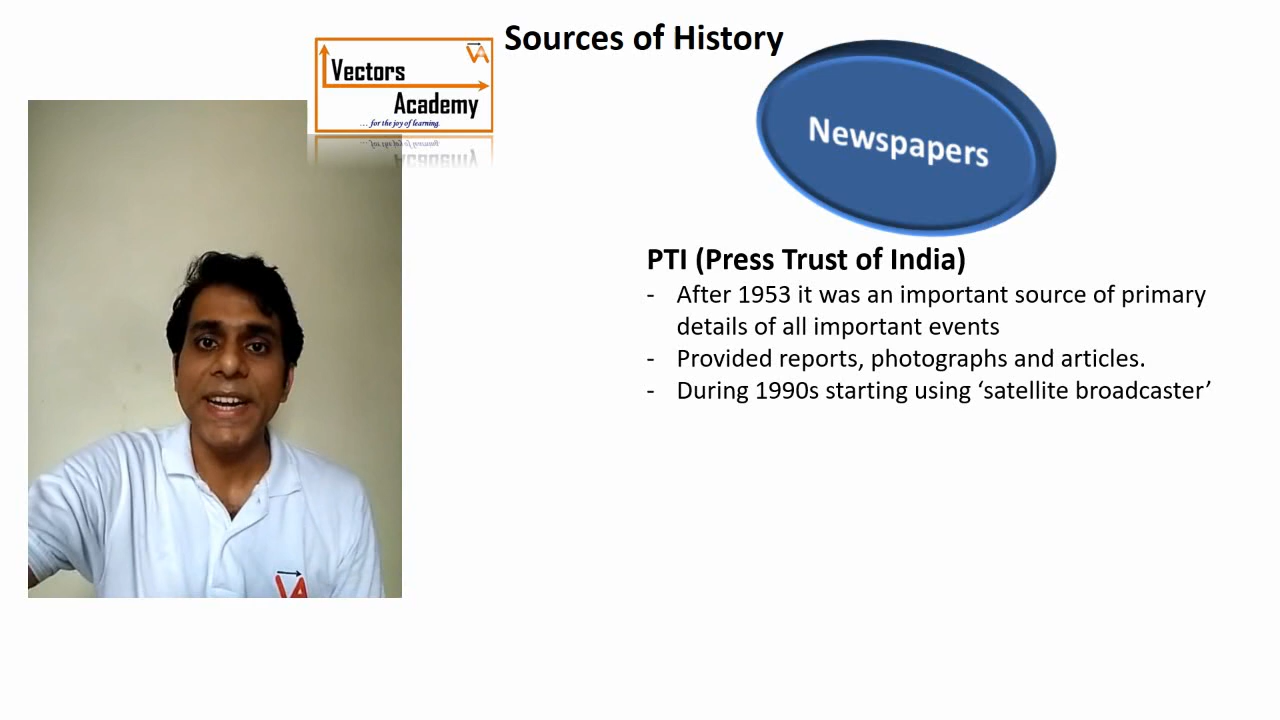 Sources of History
VA
Vectors
Academy
... for the joy of learning.
Newspapers
PTI (Press Trust of India)
- After 1953 it was an important source of primary
details of all important events
- Provided reports, photographs and articles.
- During 1990s starting using ‘satellite broadcaster’
VA